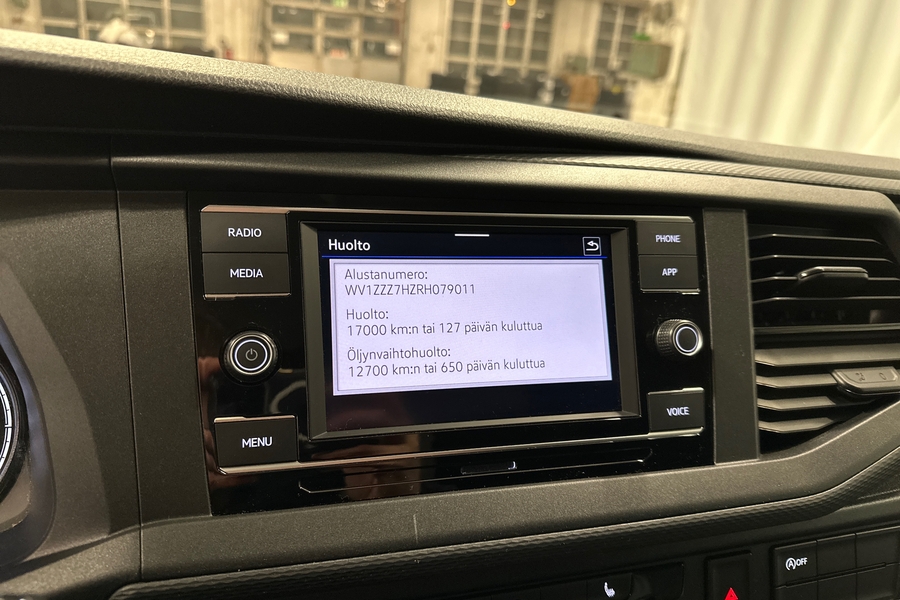 RADIO
MEDIA
MENU
Huolto
Alustanumero:
WV1ZZZ7HZRH079011
Huolto:
17000 km:n tai 127 päivän kuluttua
Öljynvaihtohuolto:
12700 km:n tai 650 päivän kuluttua
PHONE
APP
VOICE
A OFF